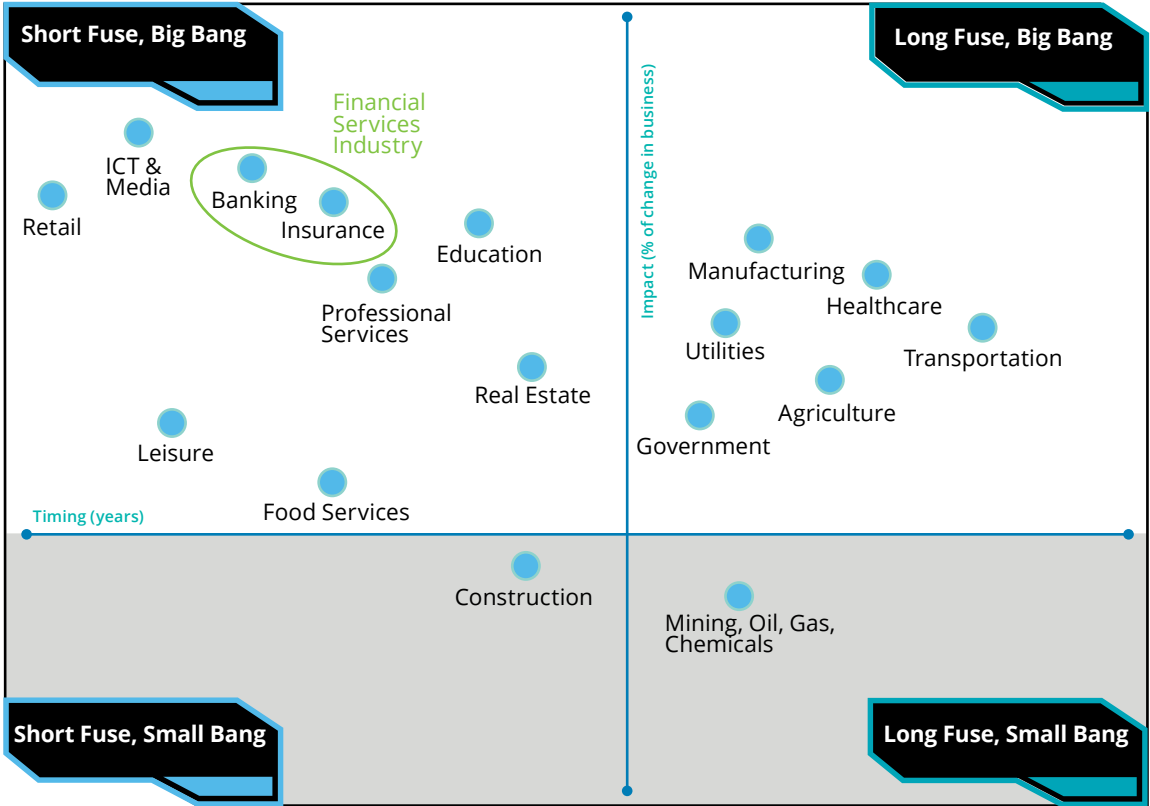 Short Fuse, Big Bang
Long Fuse, Big Bang
Impact (% of change in business)
Financial
Services
Industry
ICT &
Media
Retail
Banking
Insurance
Education
Professional
Services
Real Estate
Leisure
Food Services
Manufacturing
Healthcare
Utilities
Transportation
Agriculture
Government
Timing (years)
Construction
Mining, Oil, Gas,
Chemicals
Short Fuse, Small Bang
Long Fuse, Small Bang